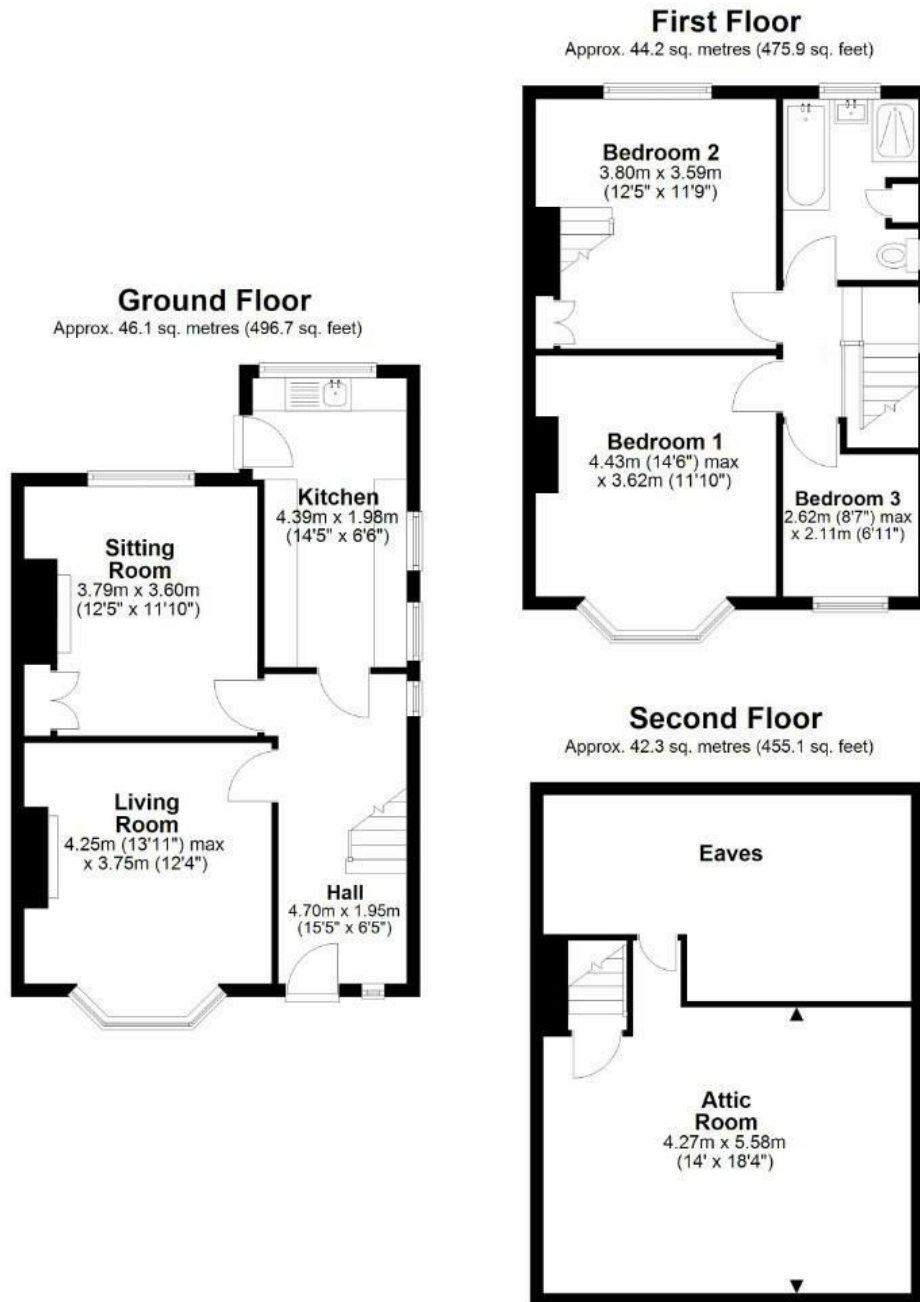 First Floor
Approx. 44.2 sq. metres (475.9 sq. feet)
Bedroom 2
3.80m x 3.59m
(12'5" x 11'9")
Bedroom 1
4.43m (14'6") max
x 3.62m (11'10")
Bedroom 3
2.62m (8'7") max
x 2.11m (6'11")
Ground Floor
Approx. 46.1 sq. metres (496.7 sq. feet)
Kitchen
4.39m x 1.98m
(14'5" x 6'6")
Sitting
Room
3.79m x 3.60m
(12'5" x 11'10")
Living
Room
4.25m (13'11") max
x 3.75m (12'4")
Hall
4.70m x 1.95m
(15'5" x 6'5")
Second Floor
Approx. 42.3 sq. metres (455.1 sq. feet)
Eaves
Attic
Room
4.27m x 5.58m
(14' x 18'4")